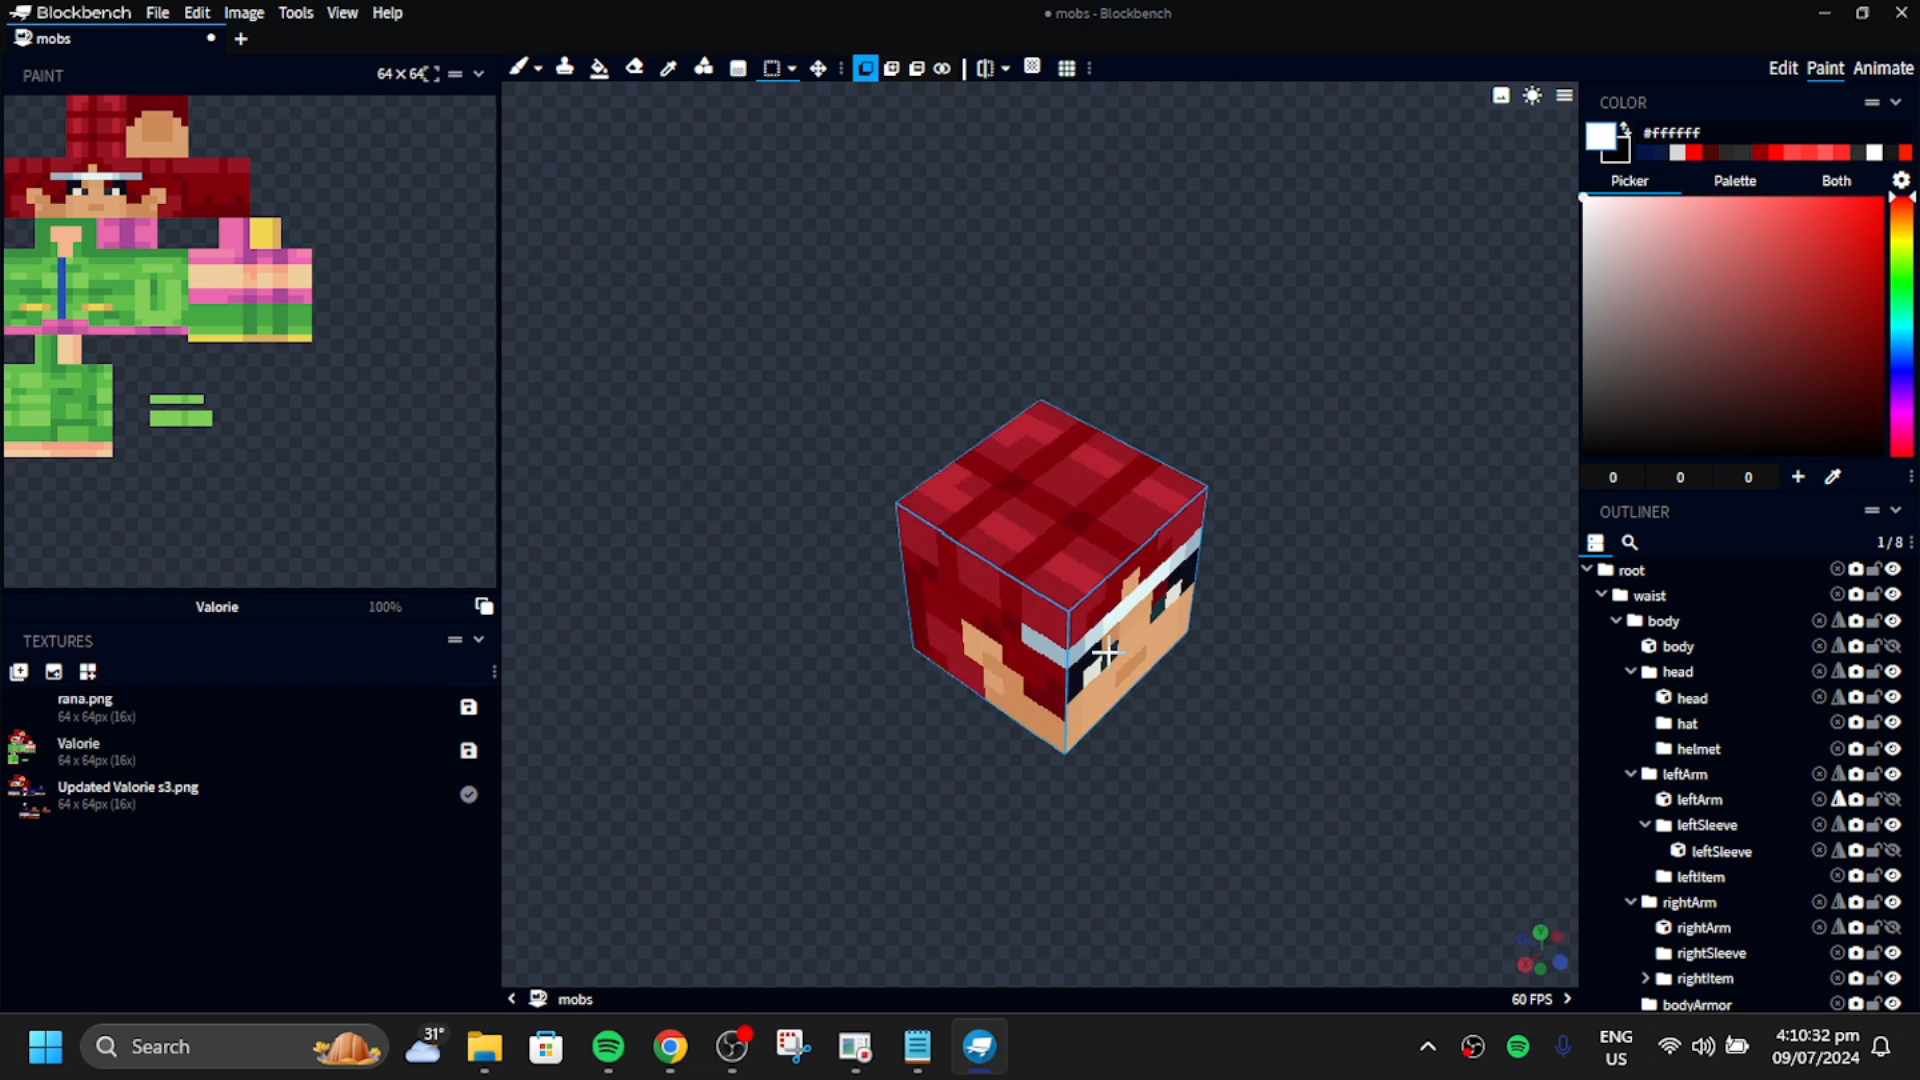 Blockbench File Edit Image Tools View Help
• mobs - Blockbench
mobs
PAINT
64 × 64
Edit Paint Animate
COLOR
#ffffff
Picker Palette Both
0 0 0
OUTLINER
1/8
root
waist
body
body
head
head
hat
helmet
leftArm
leftArm
leftSleeve
leftSleeve
leftItem
rightArm
rightArm
rightSleeve
rightItem
bodyArmor
Valorie 100%
TEXTURES
rana.png
64 x 64px (16x)
Valorie
64 x 64px (16x)
Updated Valorie s3.png
64 x 64px (16x)
mobs
60 FPS
Search
31°
ENG
US
4:10:32 pm
09/07/2024